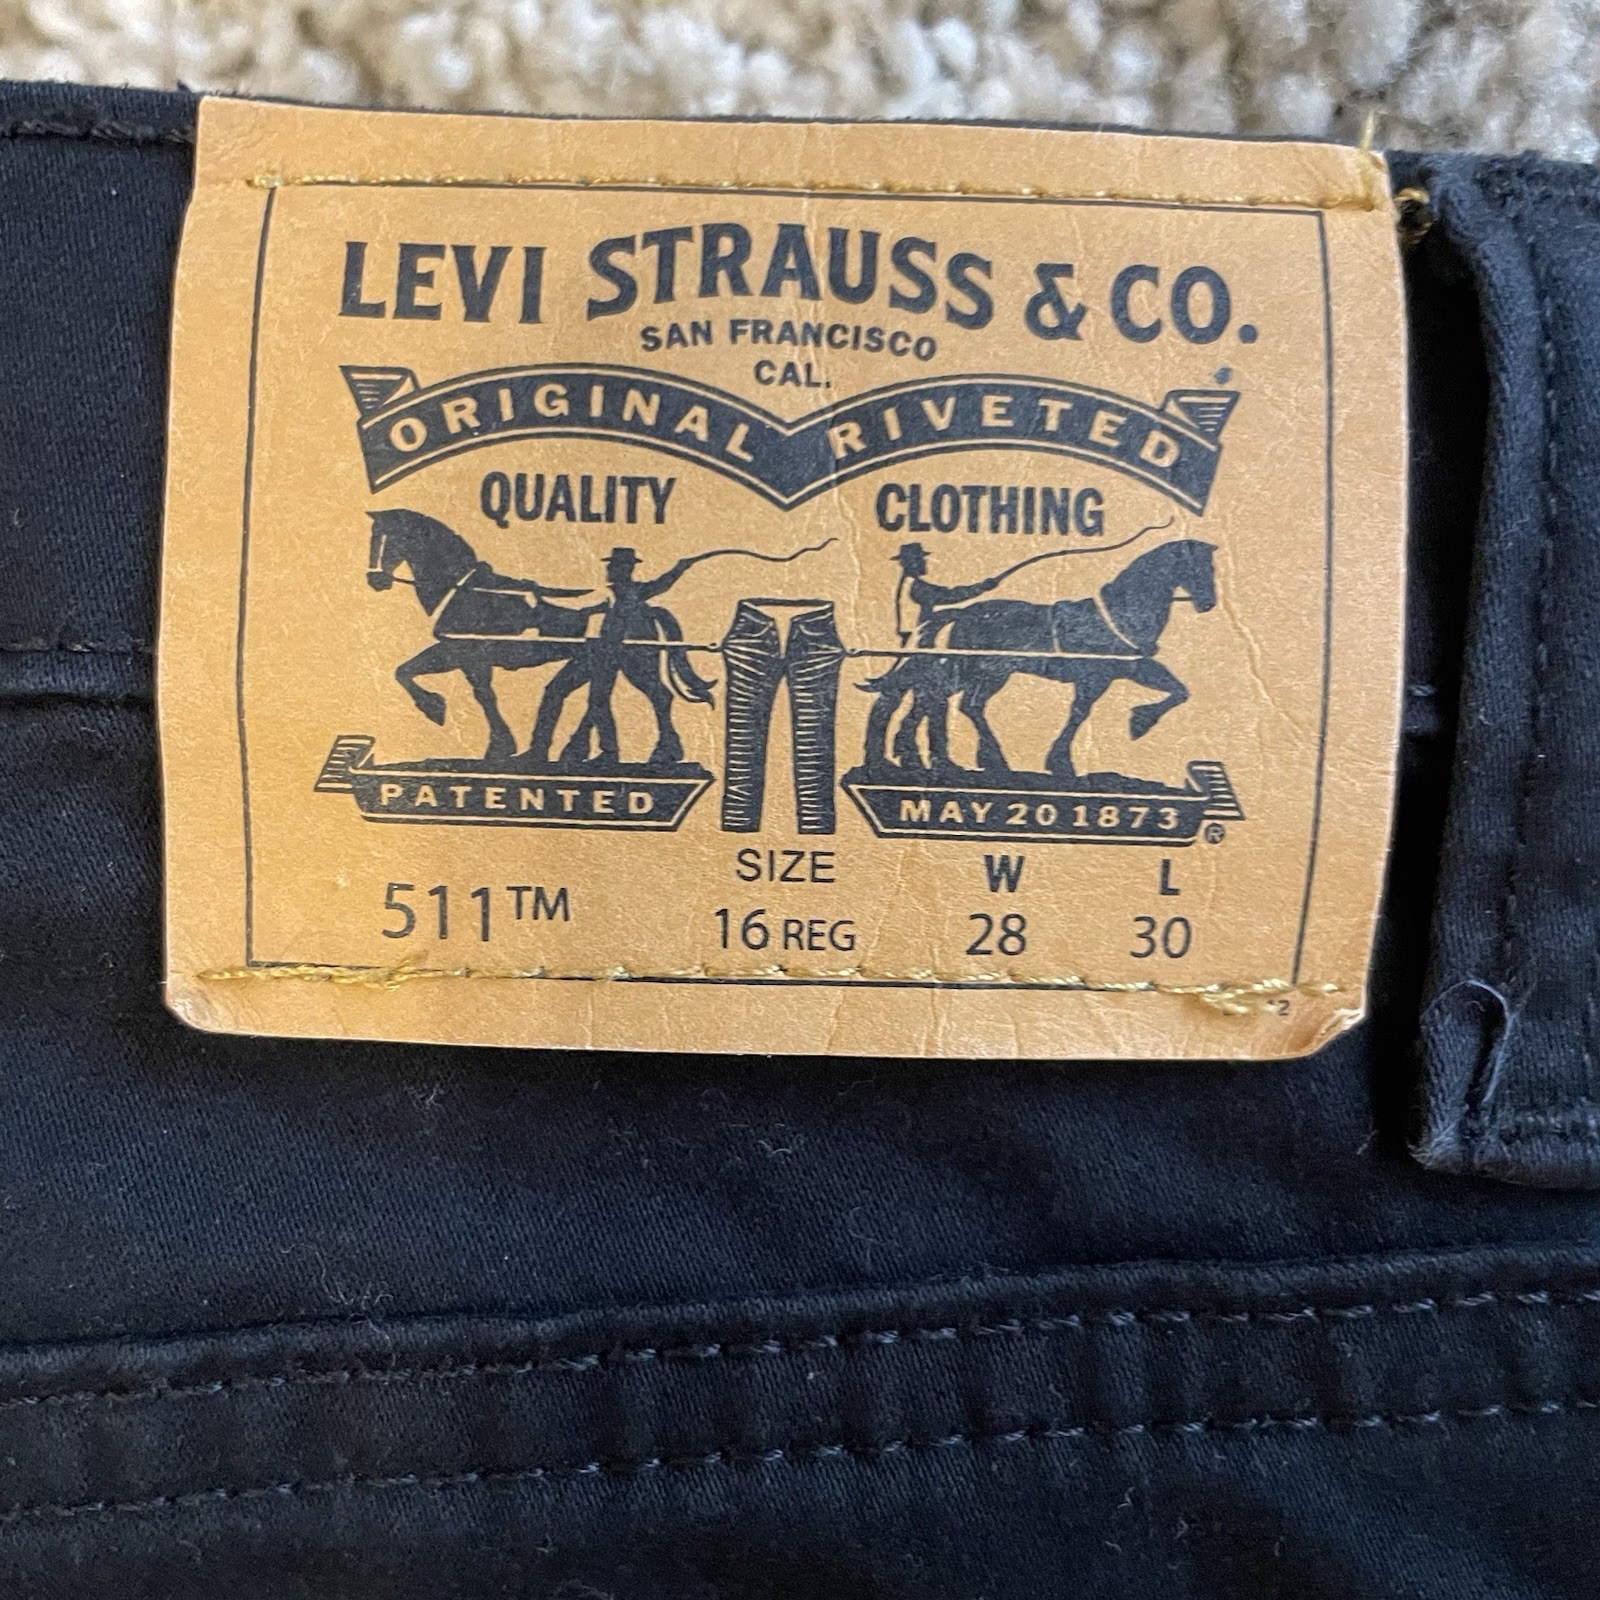 LEVI STRAUSS & CO.
SAN FRANCISCO
CAL.
ORIGINAL RIVETED
QUALITY CLOTHING
PATENTED MAY 20 1873 ®
SIZE W L
511™ 16 REG 28 30